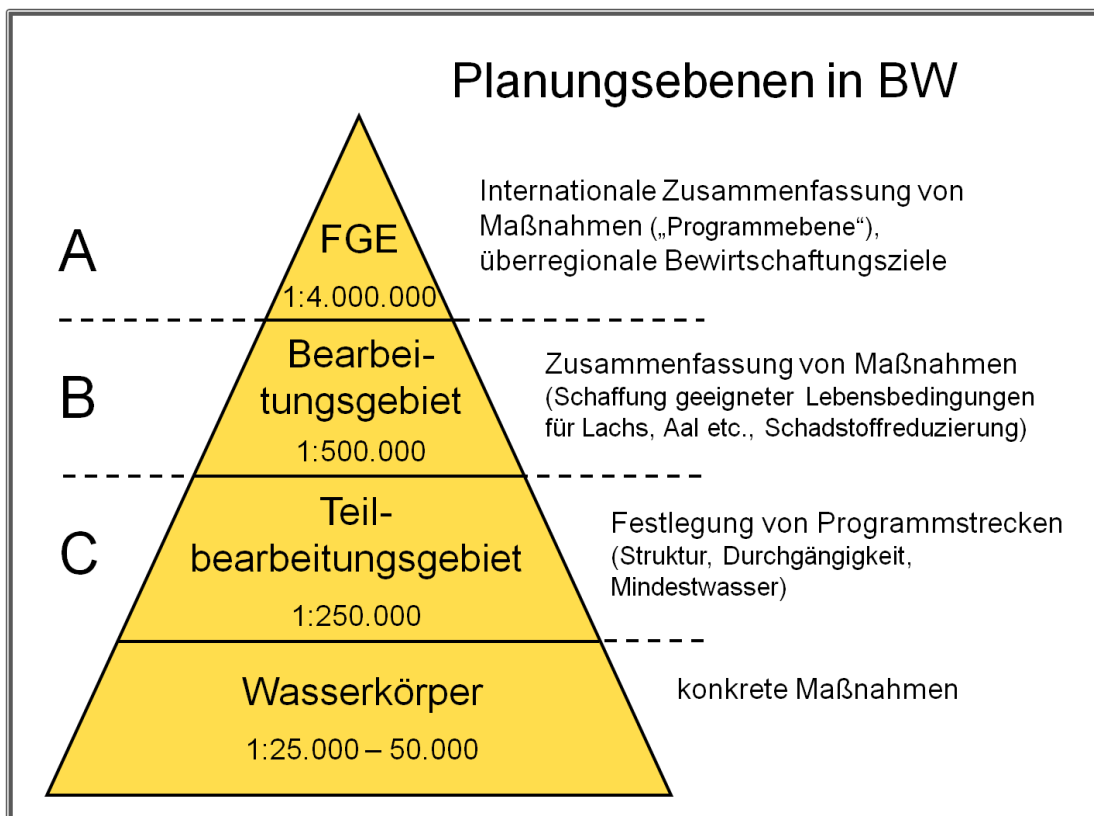 Planungsebenen in BW
A
FGE
1:4.000.000
Internationale Zusammenfassung von
Maßnahmen („Programmebene“),
überregionale Bewirtschaftungsziele
B
Bearbei-
tungsgebiet
1:500.000
Zusammenfassung von Maßnahmen
(Schaffung geeigneter Lebensbedingungen
für Lachs, Aal etc., Schadstoffreduzierung)
C
Teil-
bearbeitungsgebiet
1:250.000
Festlegung von Programmstrecken
(Struktur, Durchgängigkeit,
Mindestwasser)
Wasserkörper
1:25.000 – 50.000
konkrete Maßnahmen